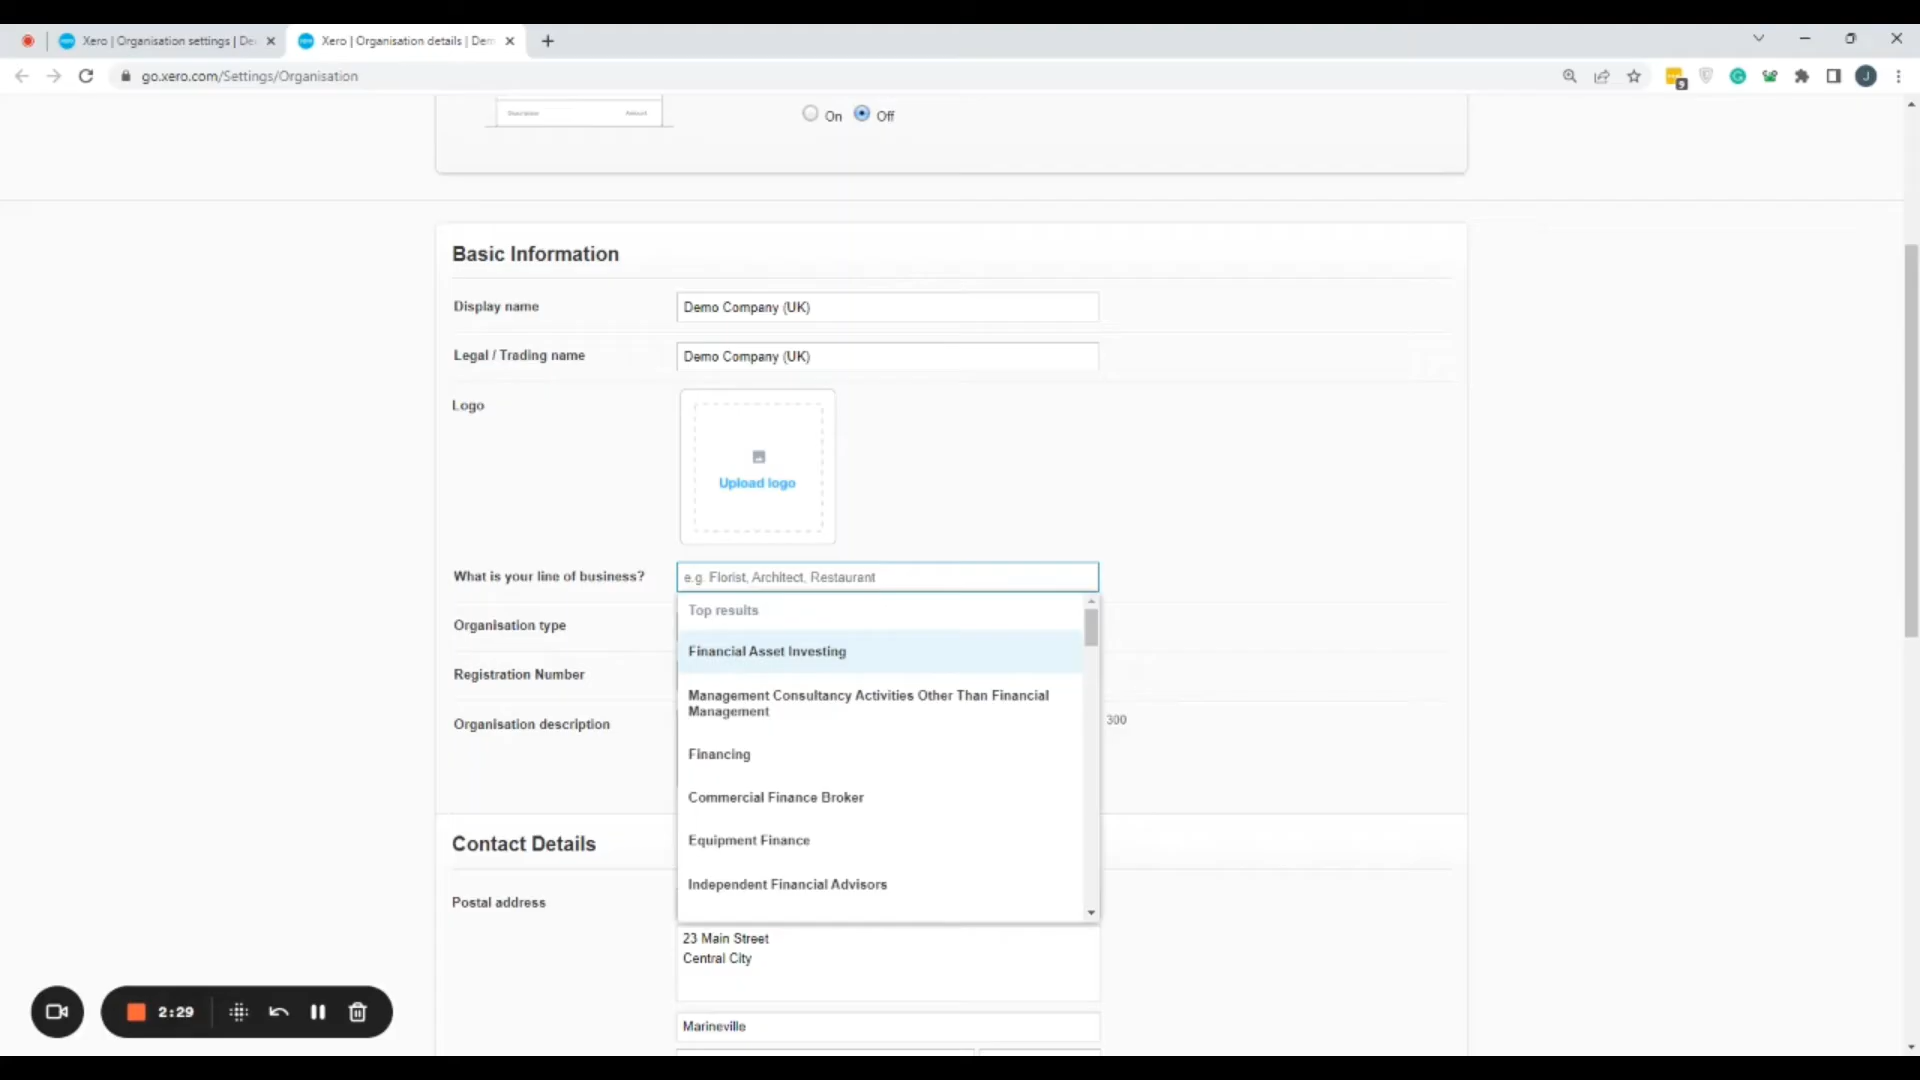 Xero | Organisation settings | De
Xero | Organisation details | Dem
go.xero.com/Settings/Organisation
9
J
Description Amount
On Off
Basic Information
Display name Demo Company (UK)
Legal / Trading name Demo Company (UK)
Logo
Upload logo
What is your line of business? e.g. Florist, Architect, Restaurant
Top results
Organisation type
Financial Asset Investing
Registration Number
Management Consultancy Activities Other Than Financial
Management
Organisation description 300
Financing
Commercial Finance Broker
Equipment Finance
Contact Details
Independent Financial Advisors
Postal address
23 Main Street
Central City
Marineville
2:29